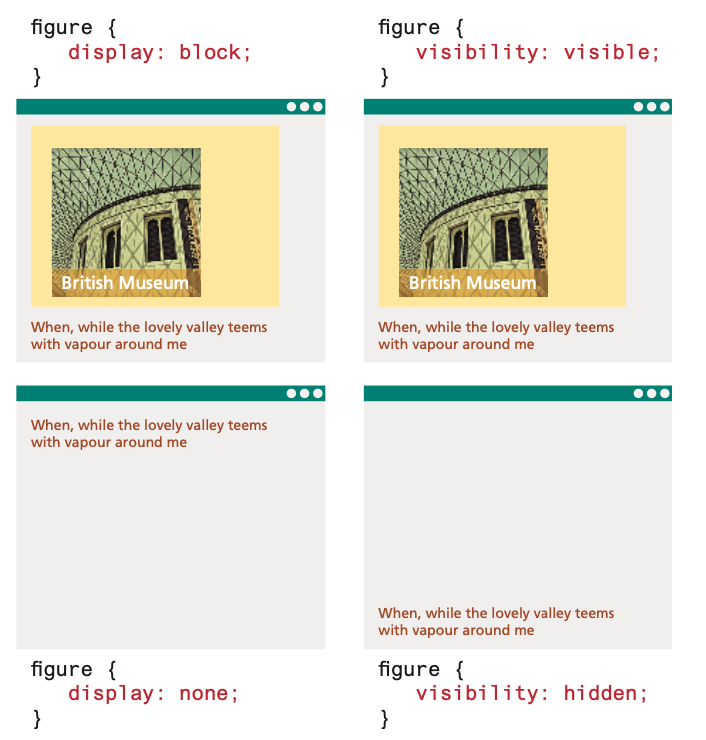 figure {
display: block;
}
figure {
visibility: visible;
}
British Museum
When, while the lovely valley teems
with vapour around me
British Museum
When, while the lovely valley teems
with vapour around me
When, while the lovely valley teems
with vapour around me
When, while the lovely valley teems
with vapour around me
figure {
display: none;
}
figure {
visibility: hidden;
}